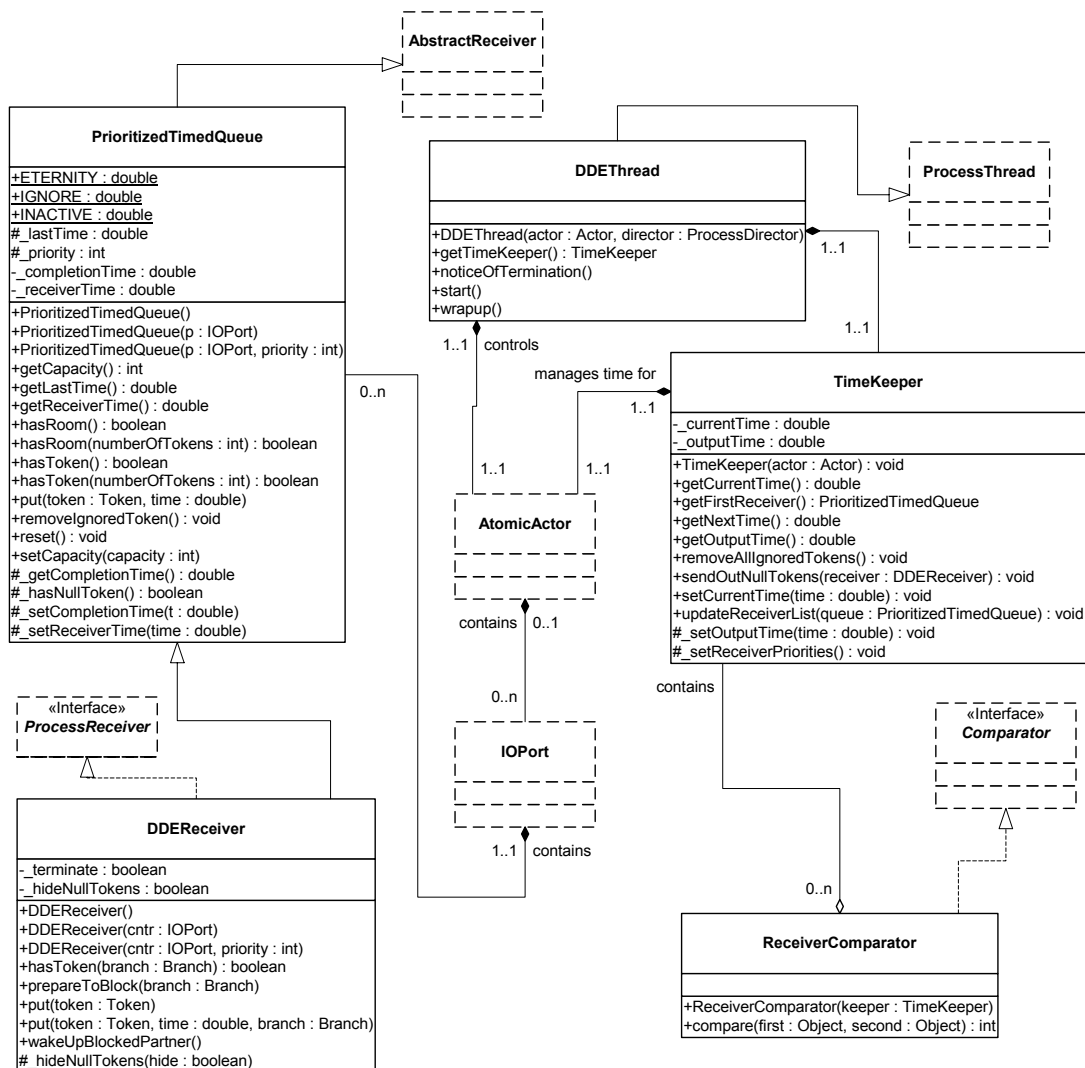 AbstractReceiver
PrioritizedTimedQueue
+ETERNITY : double
+IGNORE : double
+INACTIVE : double
#_lastTime : double
#_priority : int
-_completionTime : double
-_receiverTime : double
+PrioritizedTimedQueue()
+PrioritizedTimedQueue(p : IOPort)
+PrioritizedTimedQueue(p : IOPort, priority : int)
+getCapacity() : int
+getLastTime() : double
+getReceiverTime() : double
+hasRoom() : boolean
+hasRoom(numberOfTokens : int) : boolean
+hasToken() : boolean
+hasToken(numberOfTokens : int) : boolean
+put(token : Token, time : double)
+removeIgnoredToken() : void
+reset() : void
+setCapacity(capacity : int)
#_getCompletionTime() : double
#_hasNullToken() : boolean
#_setCompletionTime(t : double)
#_setReceiverTime(time : double)
DDEThread
+DDEThread(actor : Actor, director : ProcessDirector)
+getTimeKeeper() : TimeKeeper
+noticeOfTermination()
+start()
+wrapup()
ProcessThread
1..1
1..1
1..1
controls
0..n
manages time for
1..1
1..1
1..1
TimeKeeper
-_currentTime : double
-_outputTime : double
+TimeKeeper(actor : Actor) : void
+getCurrentTime() : double
+getFirstReceiver() : PrioritizedTimedQueue
+getNextTime() : double
+getOutputTime() : double
+removeAllIgnoredTokens() : void
+sendOutNullTokens(receiver : DDEReceiver) : void
+setCurrentTime(time : double) : void
+updateReceiverList(queue : PrioritizedTimedQueue) : void
#_setOutputTime(time : double) : void
#_setReceiverPriorities() : void
AtomicActor
contains
0..1
0..n
IOPort
1..1
contains
contains
0..n
«Interface»
ProcessReceiver
«Interface»
Comparator
DDEReceiver
-_terminate : boolean
-_hideNullTokens : boolean
+DDEReceiver()
+DDEReceiver(cntr : IOPort)
+DDEReceiver(cntr : IOPort, priority : int)
+hasToken(branch : Branch) : boolean
+prepareToBlock(branch : Branch)
+put(token : Token)
+put(token : Token, time : double, branch : Branch)
+wakeUpBlockedPartner()
#_hideNullTokens(hide : boolean)
ReceiverComparator
+ReceiverComparator(keeper : TimeKeeper)
+compare(first : Object, second : Object) : int